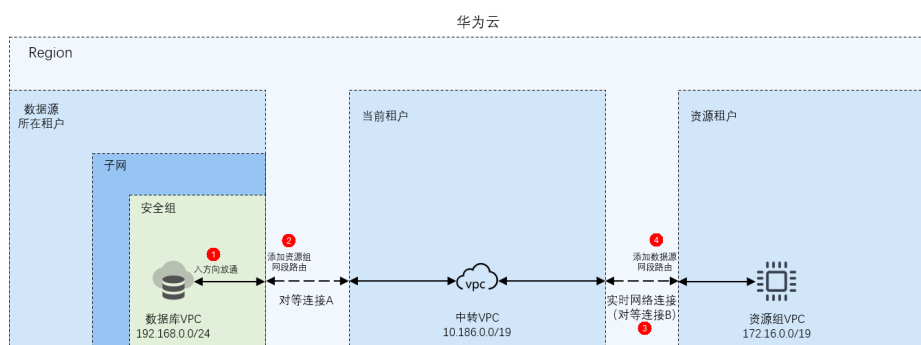 华为云
Region
数据源
所在租户
当前租户
资源租户
子网
安全组
1
入方向放通
2
添加资源组
网段路由
对等连接A
4
添加数据源
网段路由
实时网络连接
（对等连接B）
3
vpc
数据库VPC
192.168.0.0/24
中转VPC
10.186.0.0/19
资源组VPC
172.16.0.0/19